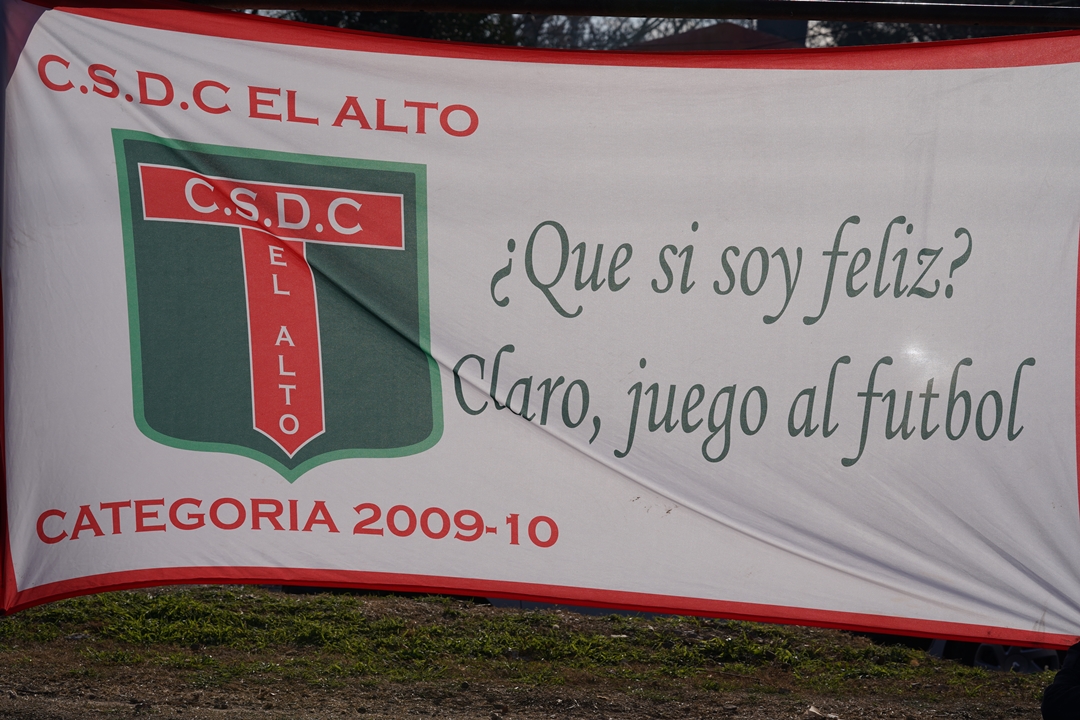 C.S.D.C EL ALTO
C.S.D.C
EL ALTO
¿Que si soy feliz?
Claro, juego al futbol
CATEGORIA 2009-10